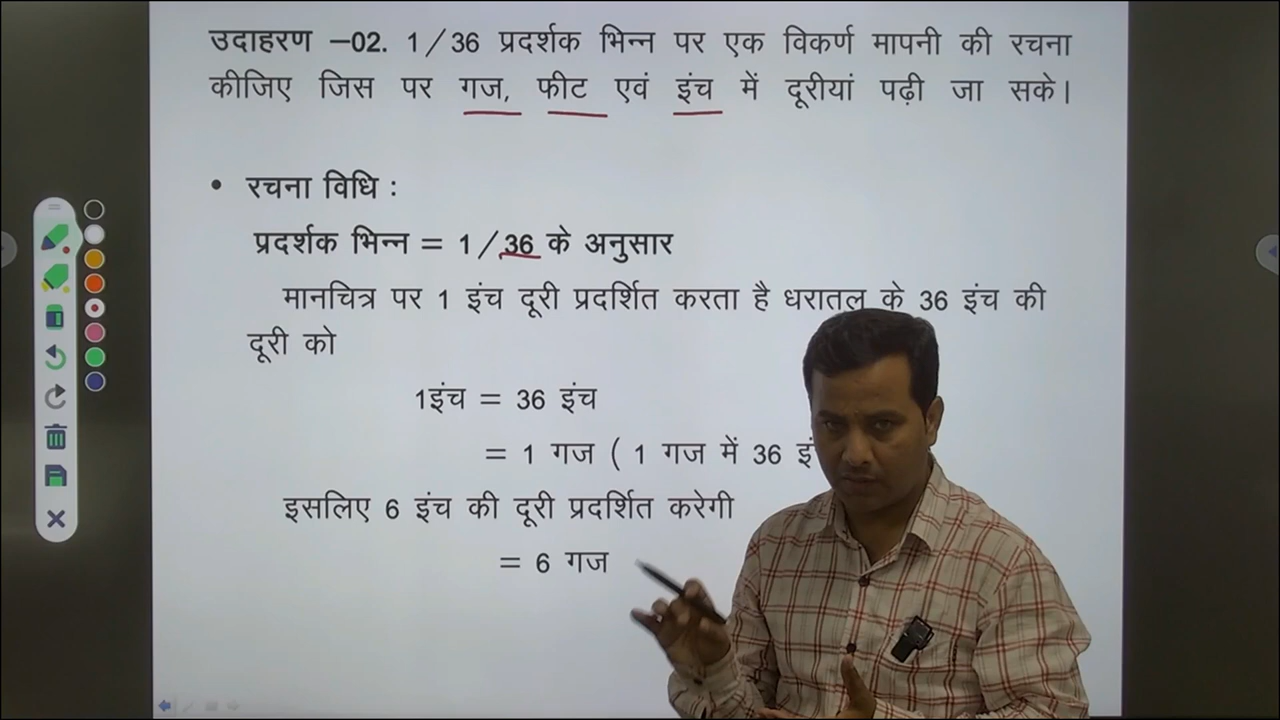 उदाहरण –02. 1/36 प्रदर्शक भिन्न पर एक विकर्ण मापनी की रचना
कीजिए जिस पर गज, फीट एवं इंच में दूरीयां पढ़ी जा सके।
• रचना विधि :
प्रदर्शक भिन्न = 1/36 के अनुसार
मानचित्र पर 1 इंच दूरी प्रदर्शित करता है धरातल के 36 इंच की
दूरी को
1इंच = 36 इंच
= 1 गज ( 1 गज में 36
इसलिए 6 इंच की दूरी प्रदर्शित करेगी
= 6 गज